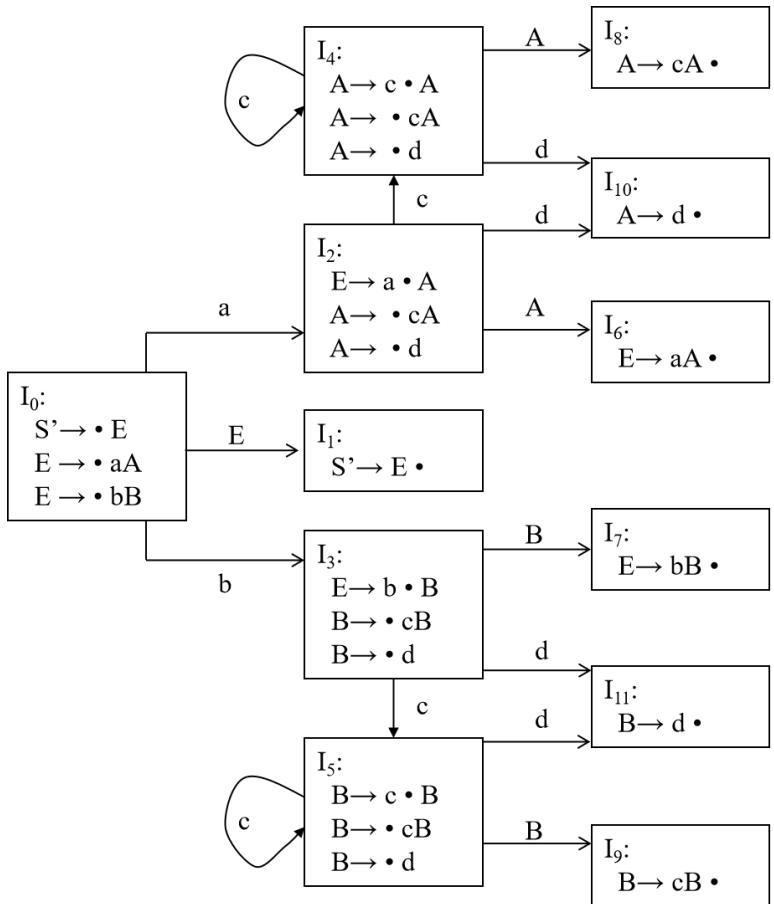 I₄:
A→ c • A
A→ • cA
A→ • d
c
A
I₈:
A→ cA •
d
I₁₀:
A→ d •
c
I₂:
E→ a • A
A→ • cA
A→ • d
d
A
I₆:
E→ aA •
a
I₀:
S’→ • E
E → • aA
E → • bB
E
I₁:
S’→ E •
b
I₃:
E→ b • B
B→ • cB
B→ • d
B
I₇:
E→ bB •
d
I₁₁:
B→ d •
c
d
I₅:
B→ c • B
B→ • cB
B→ • d
c
B
I₉:
B→ cB •